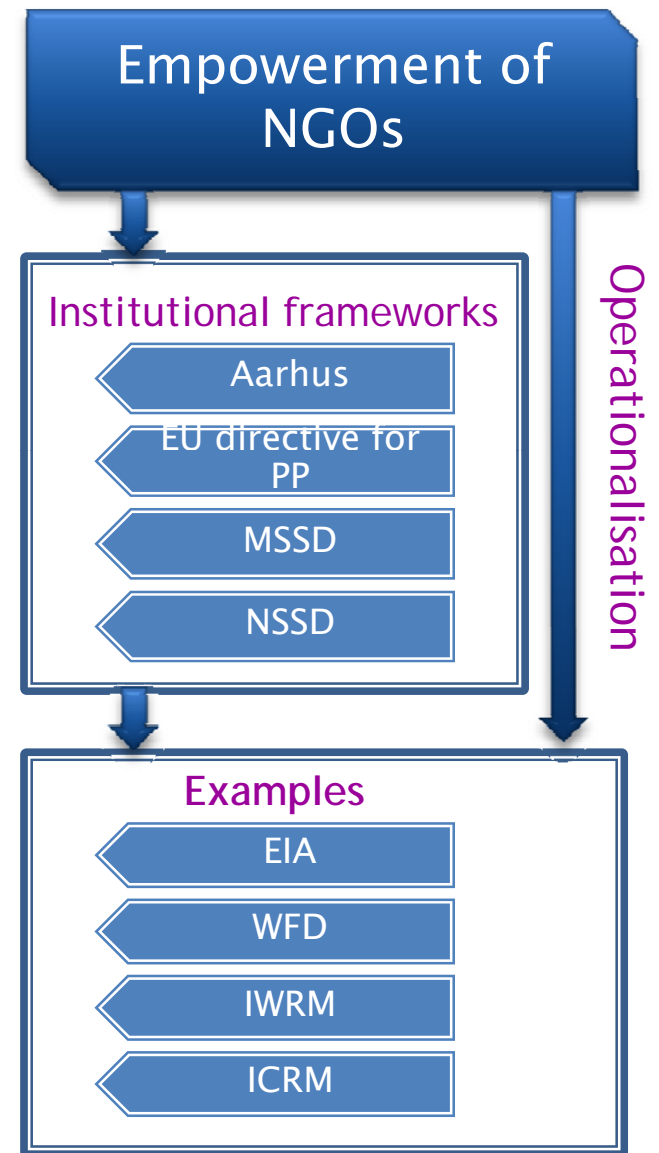 Empowerment of
NGOs
Institutional frameworks
Aarhus
EU directive for
PP
MSSD
NSSD
Operationalisation
Examples
EIA
WFD
IWRM
ICRM